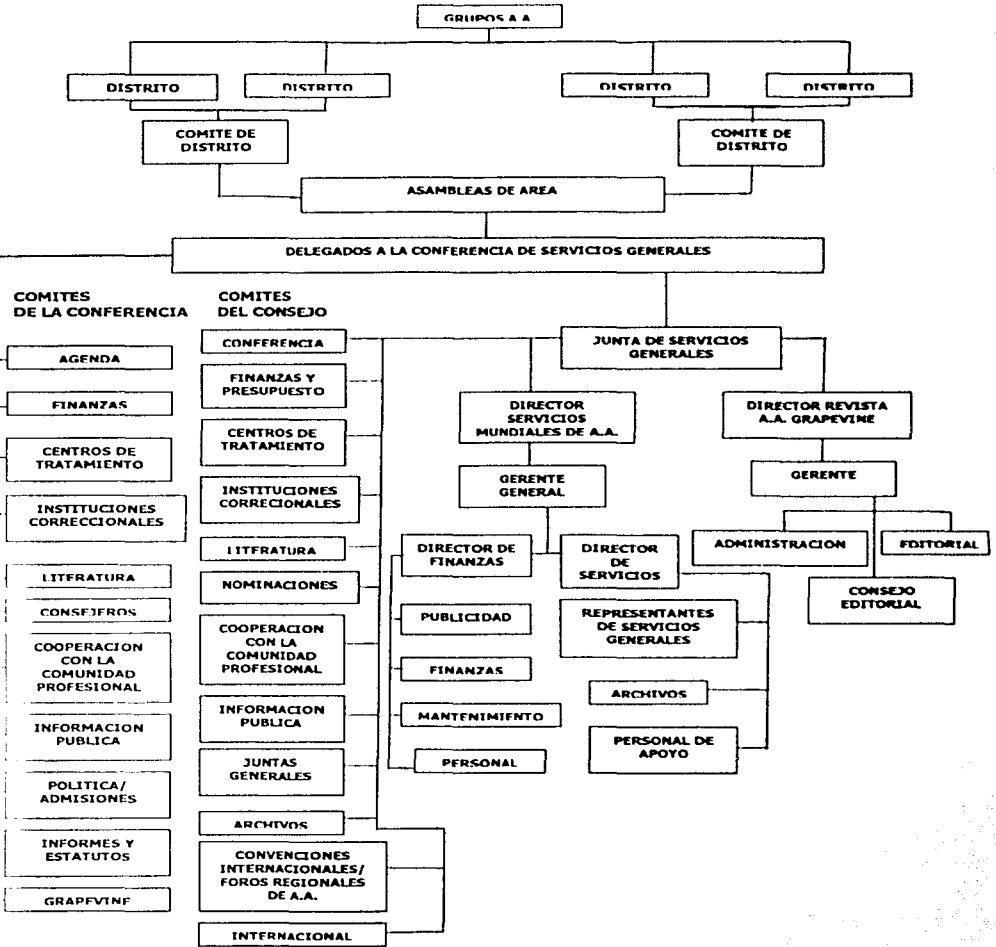 GRUPOS A.A
DISTRITO
DISTRITO
DISTRITO
DISTRITO
COMITE DE
DISTRITO
COMITE DE
DISTRITO
ASAMBLEAS DE AREA
DELEGADOS A LA CONFERENCIA DE SERVICIOS GENERALES
COMITES
DE LA CONFERENCIA
AGENDA
FINANZAS
CENTROS DE
TRATAMIENTO
INSTITUCIONES
CORRECCIONALES
LITERATURA
CONSEJEROS
COOPERACION
CON LA
COMUNIDAD
PROFESIONAL
INFORMACION
PUBLICA
POLITICA/
ADMISIONES
INFORMES Y
ESTATUTOS
GRAPEVINE
COMITES
DEL CONSEJO
CONFERENCIA
FINANZAS Y
PRESUPUESTO
CENTROS DE
TRATAMIENTO
INSTITUCIONES
CORRECIONALES
LITERATURA
NOMINACIONES
COOPERACION
CON LA
COMUNIDAD
PROFESIONAL
INFORMACION
PUBLICA
JUNTAS
GENERALES
ARCHIVOS
CONVENCIONES
INTERNACIONALES/
FOROS REGIONALES
DE A.A.
INTERNACIONAL
JUNTA DE SERVICIOS
GENERALES
DIRECTOR
SERVICIOS
MUNDIALES DE A.A.
GERENTE
GENERAL
DIRECTOR DE
FINANZAS
PUBLICIDAD
FINANZAS
MANTENIMIENTO
PERSONAL
DIRECTOR
DE
SERVICIOS
REPRESENTANTES
DE SERVICIOS
GENERALES
ARCHIVOS
PERSONAL DE
APOYO
DIRECTOR REVISTA
A.A. GRAPEVINE
GERENTE
ADMINISTRACION
EDITORIAL
CONSEJO
EDITORIAL